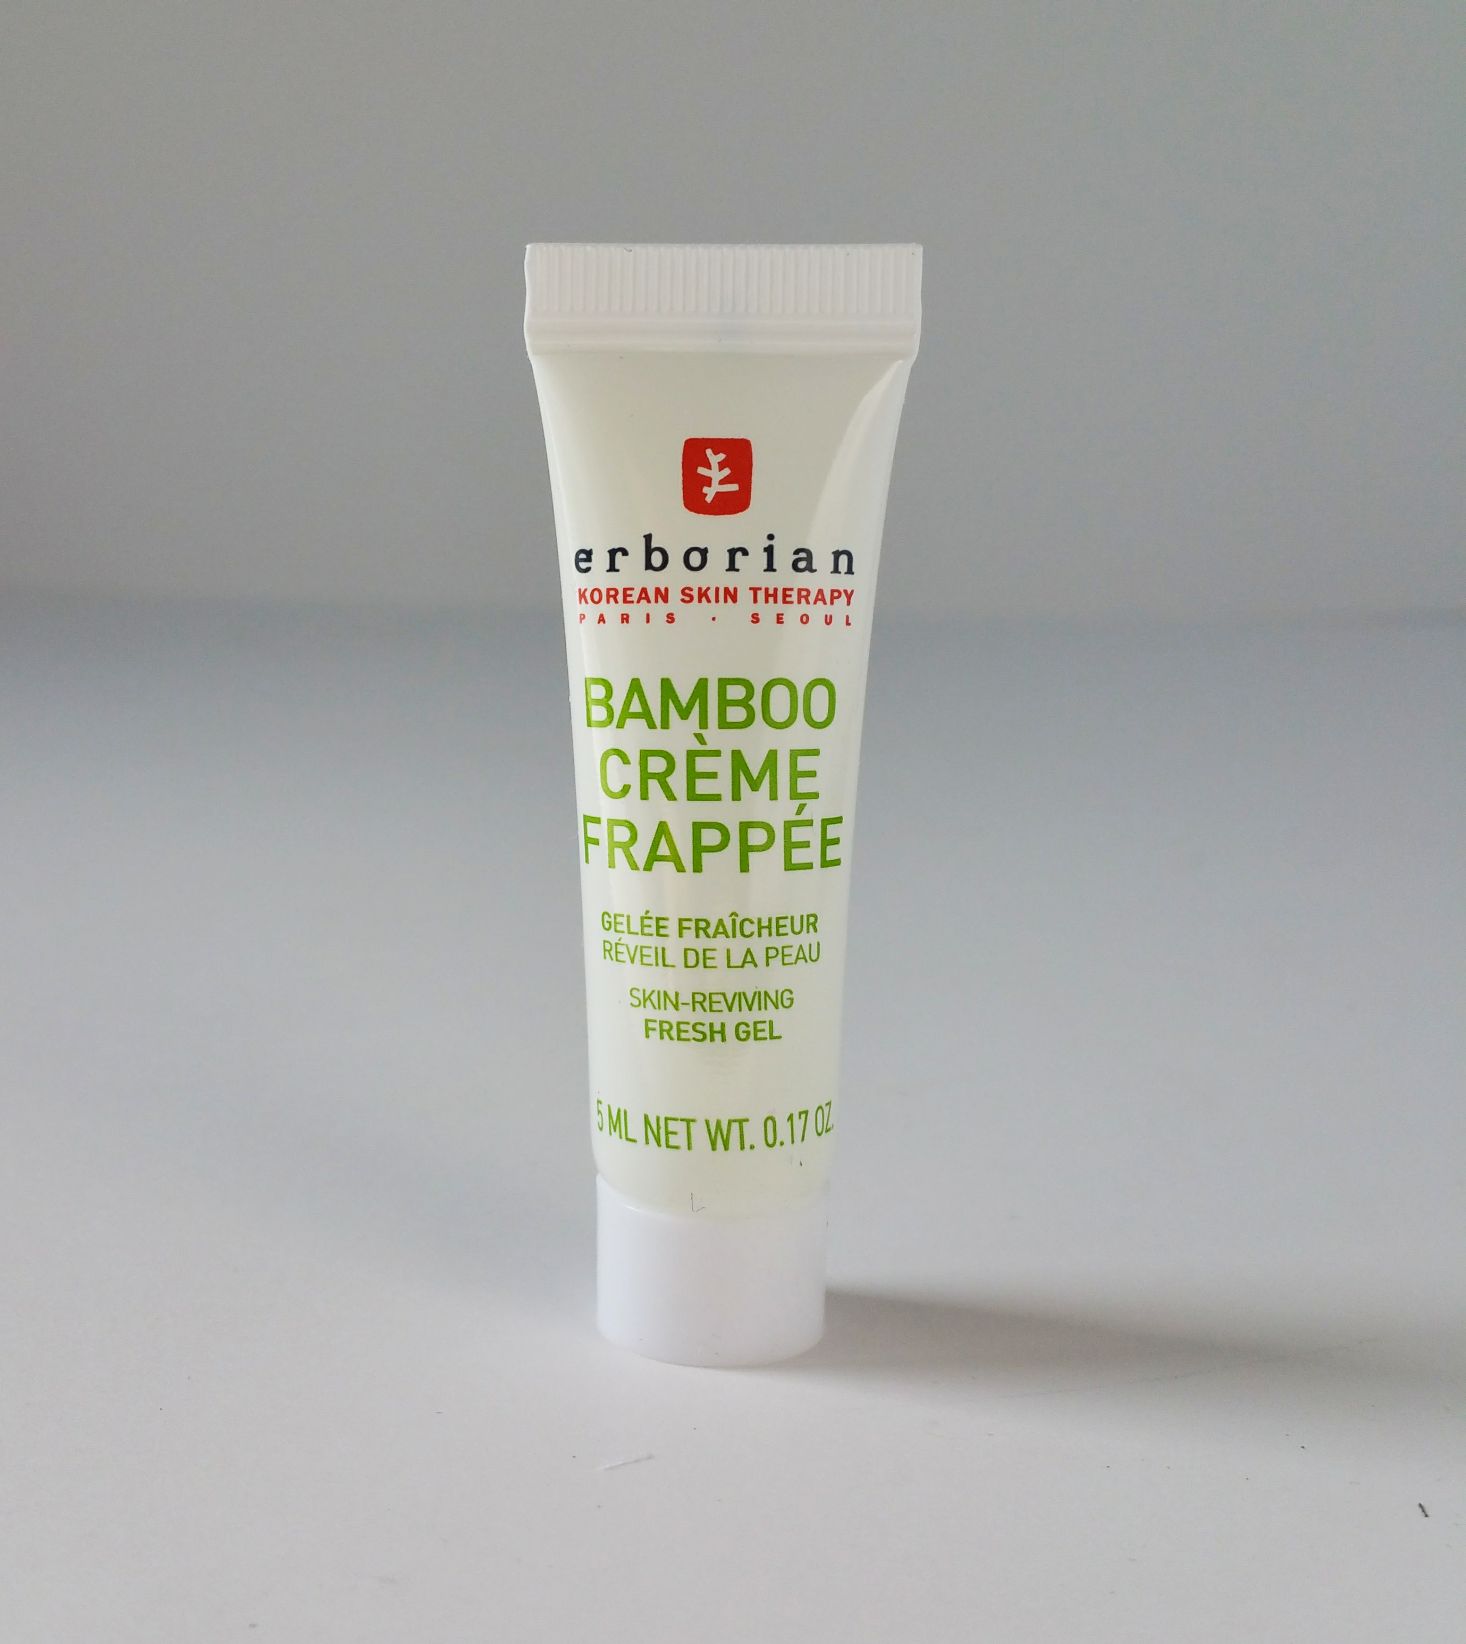 erborian
KOREAN SKIN THERAPY
PARIS · SEOUL
BAMBOO
CRÈME
FRAPPÉE
GELÉE FRAÎCHEUR
RÉVEIL DE LA PEAU
SKIN-REVIVING
FRESH GEL
5 ML NET WT. 0.17 OZ.